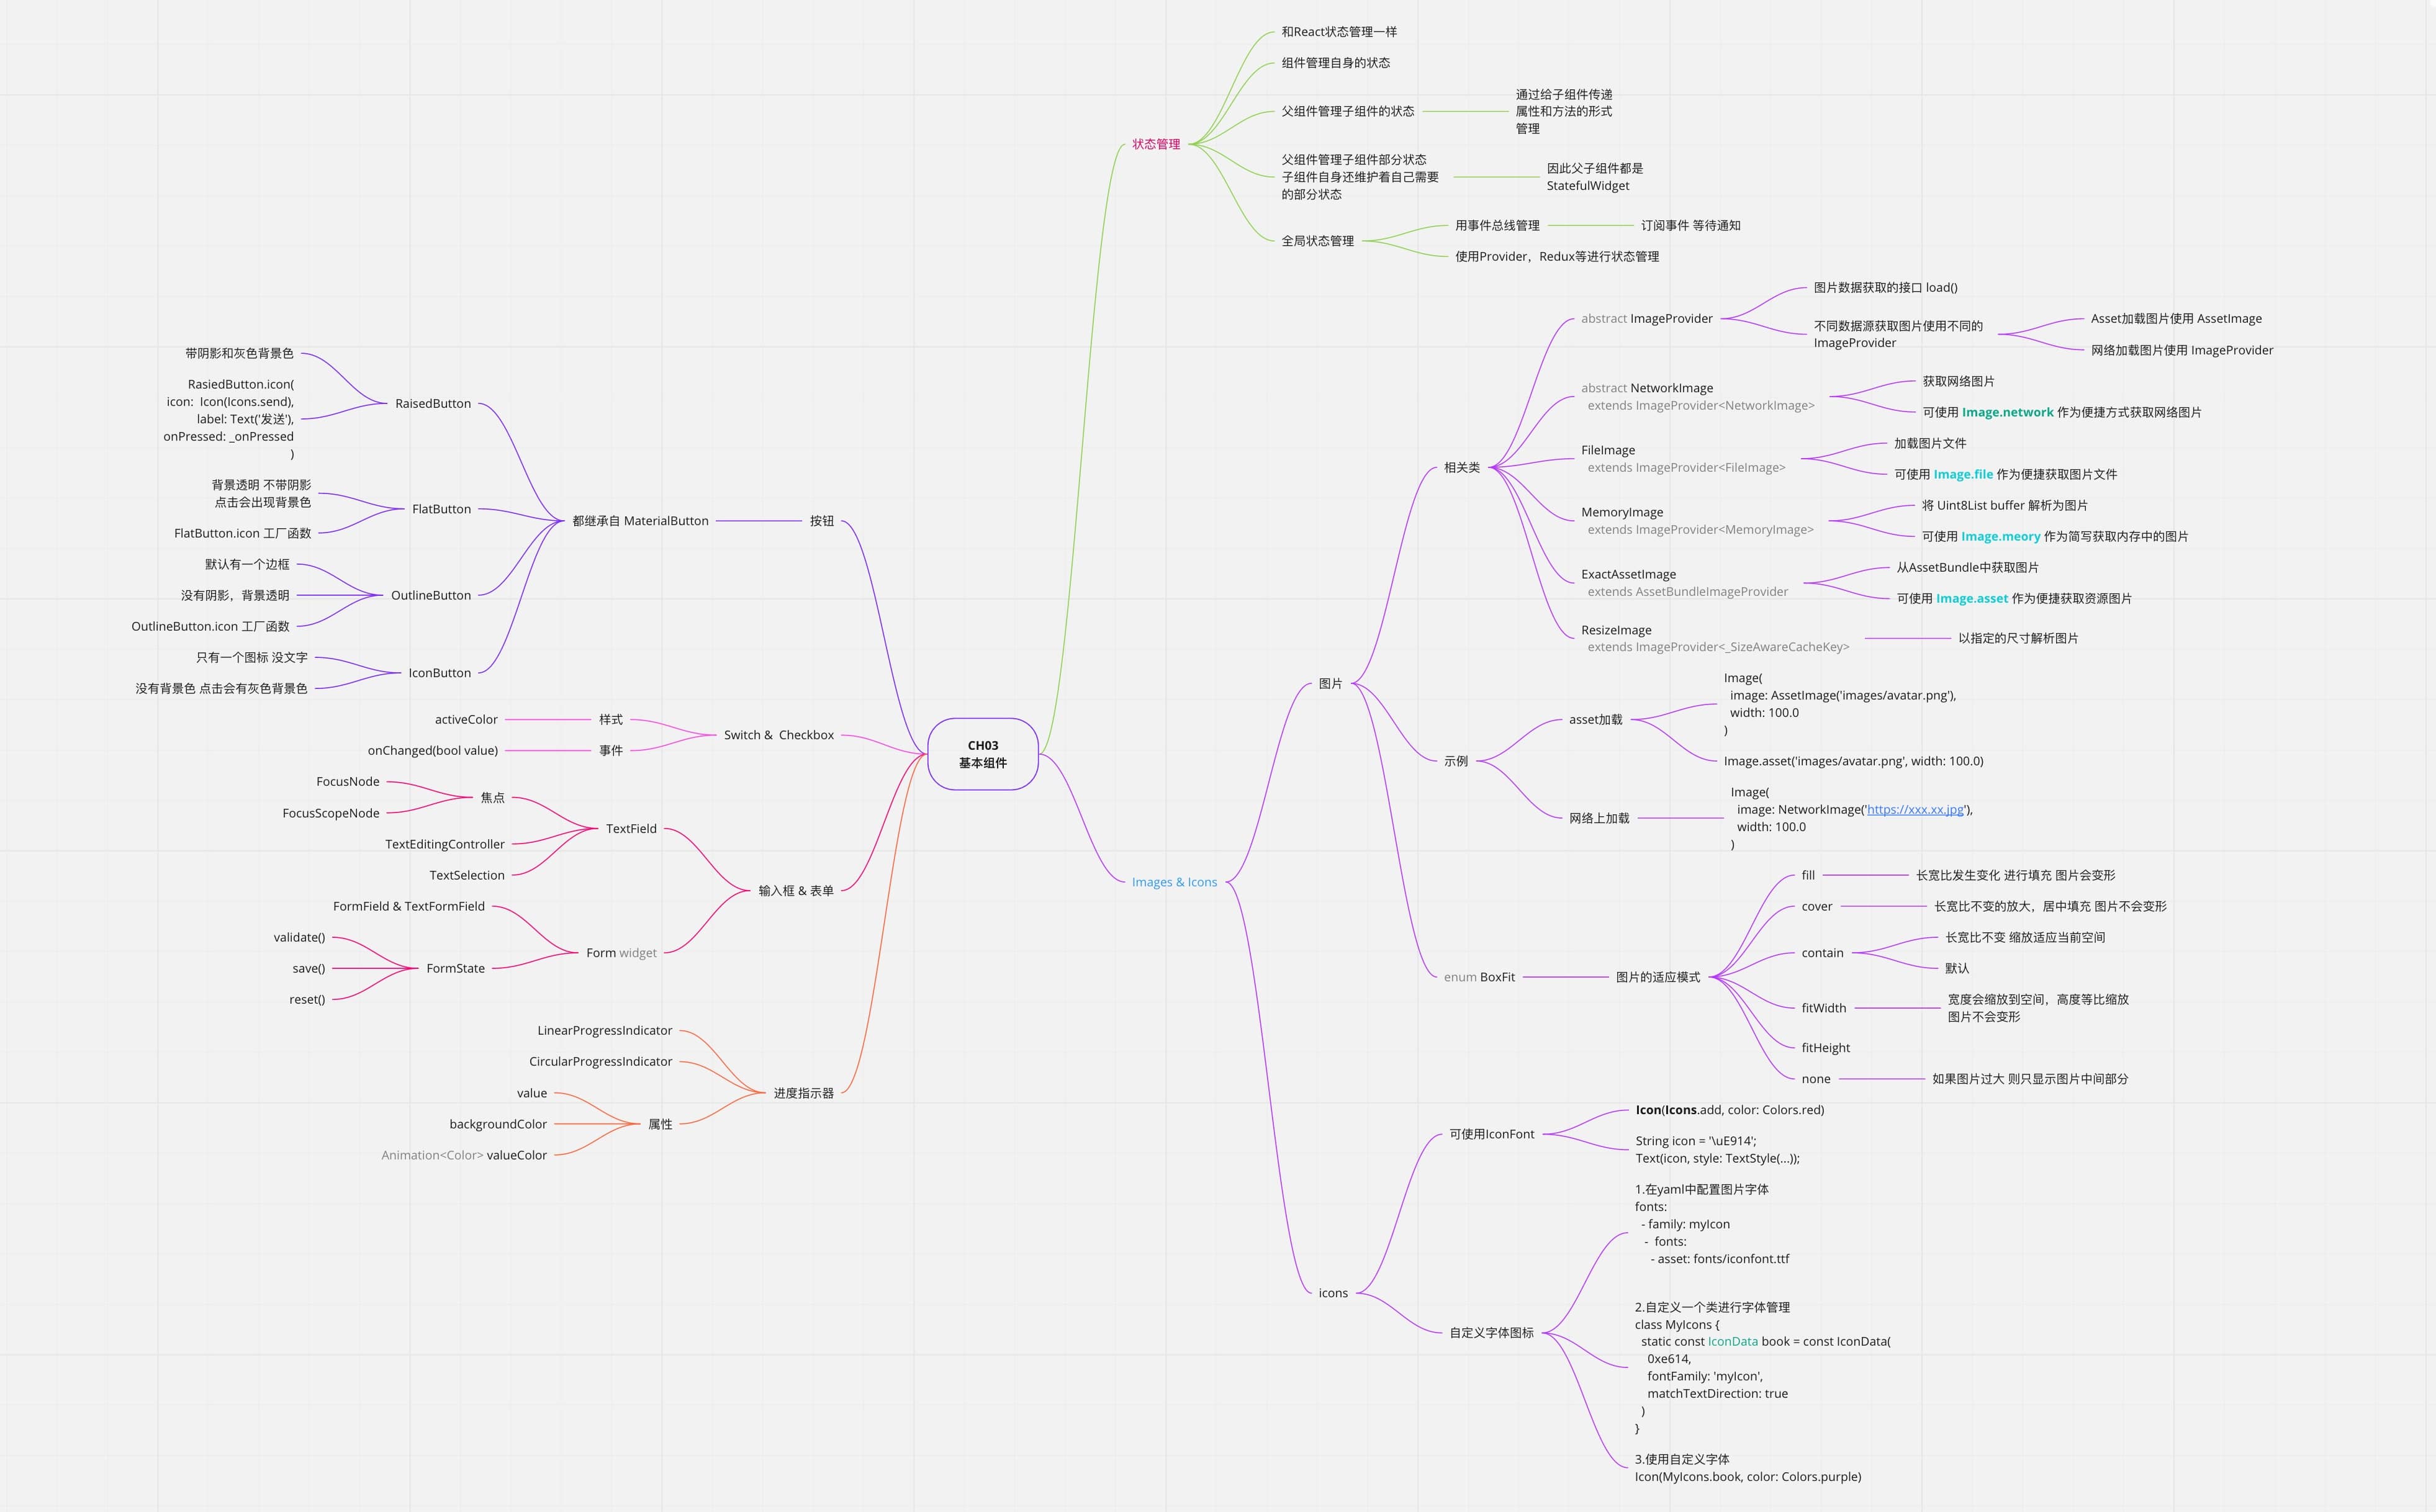 CH03
基本组件
状态管理
和React状态管理一样
组件管理自身的状态
父组件管理子组件的状态
通过给子组件传递
属性和方法的形式
管理
父组件管理子组件部分状态
子组件自身还维护着自己需要
的部分状态
因此父子组件都是
StatefulWidget
全局状态管理
用事件总线管理
订阅事件 等待通知
使用Provider，Redux等进行状态管理
Images & Icons
图片
相关类
abstract ImageProvider
图片数据获取的接口 load()
不同数据源获取图片使用不同的
ImageProvider
Asset加载图片使用 AssetImage
网络加载图片使用 ImageProvider
abstract NetworkImage
extends ImageProvider<NetworkImage>
获取网络图片
可使用 Image.network 作为便捷方式获取网络图片
FileImage
extends ImageProvider<FileImage>
加载图片文件
可使用 Image.file 作为便捷获取图片文件
MemoryImage
extends ImageProvider<MemoryImage>
将 Uint8List buffer 解析为图片
可使用 Image.meory 作为简写获取内存中的图片
ExactAssetImage
extends AssetBundleImageProvider
从AssetBundle中获取图片
可使用 Image.asset 作为便捷获取资源图片
ResizeImage
extends ImageProvider<_SizeAwareCacheKey>
以指定的尺寸解析图片
示例
asset加载
Image(
image: AssetImage('images/avatar.png'),
width: 100.0
)
Image.asset('images/avatar.png', width: 100.0)
网络上加载
Image(
image: NetworkImage('https://xxx.xx.jpg'),
width: 100.0
)
enum BoxFit
图片的适应模式
fill
长宽比发生变化 进行填充 图片会变形
cover
长宽比不变的放大，居中填充 图片不会变形
contain
长宽比不变 缩放适应当前空间
默认
fitWidth
宽度会缩放到空间，高度等比缩放
图片不会变形
fitHeight
none
如果图片过大 则只显示图片中间部分
icons
可使用IconFont
Icon(Icons.add, color: Colors.red)
String icon = '\uE914';
Text(icon, style: TextStyle(...));
自定义字体图标
1.在yaml中配置图片字体
fonts:
- family: myIcon
- fonts:
- asset: fonts/iconfont.ttf
2.自定义一个类进行字体管理
class MyIcons {
static const IconData book = const IconData(
0xe614,
fontFamily: 'myIcon',
matchTextDirection: true
)
}
3.使用自定义字体
Icon(MyIcons.book, color: Colors.purple)
按钮
都继承自 MaterialButton
RaisedButton
带阴影和灰色背景色
RasiedButton.icon(
icon: Icon(Icons.send),
label: Text('发送'),
onPressed: _onPressed
)
FlatButton
背景透明 不带阴影
点击会出现背景色
FlatButton.icon 工厂函数
OutlineButton
默认有一个边框
没有阴影，背景透明
OutlineButton.icon 工厂函数
IconButton
只有一个图标 没文字
没有背景色 点击会有灰色背景色
Switch & Checkbox
样式
activeColor
事件
onChanged(bool value)
输入框 & 表单
TextField
焦点
FocusNode
FocusScopeNode
TextEditingController
TextSelection
Form widget
FormField & TextFormField
FormState
validate()
save()
reset()
进度指示器
LinearProgressIndicator
CircularProgressIndicator
属性
value
backgroundColor
Animation<Color> valueColor